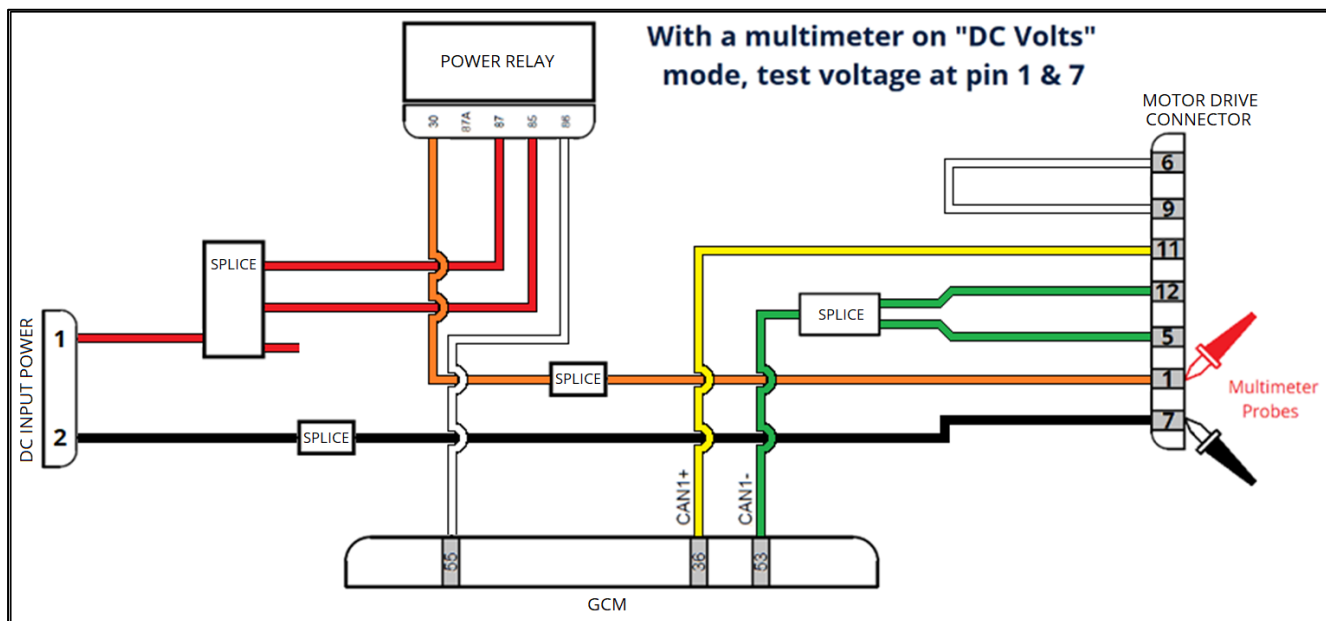 With a multimeter on "DC Volts"
mode, test voltage at pin 1 & 7
POWER RELAY
30
87A
87
85
86
MOTOR DRIVE
CONNECTOR
6
9
11
12
5
1
7
Multimeter
Probes
SPLICE
SPLICE
SPLICE
SPLICE
DC INPUT POWER
1
2
CAN1+
CAN1-
55
36
53
GCM